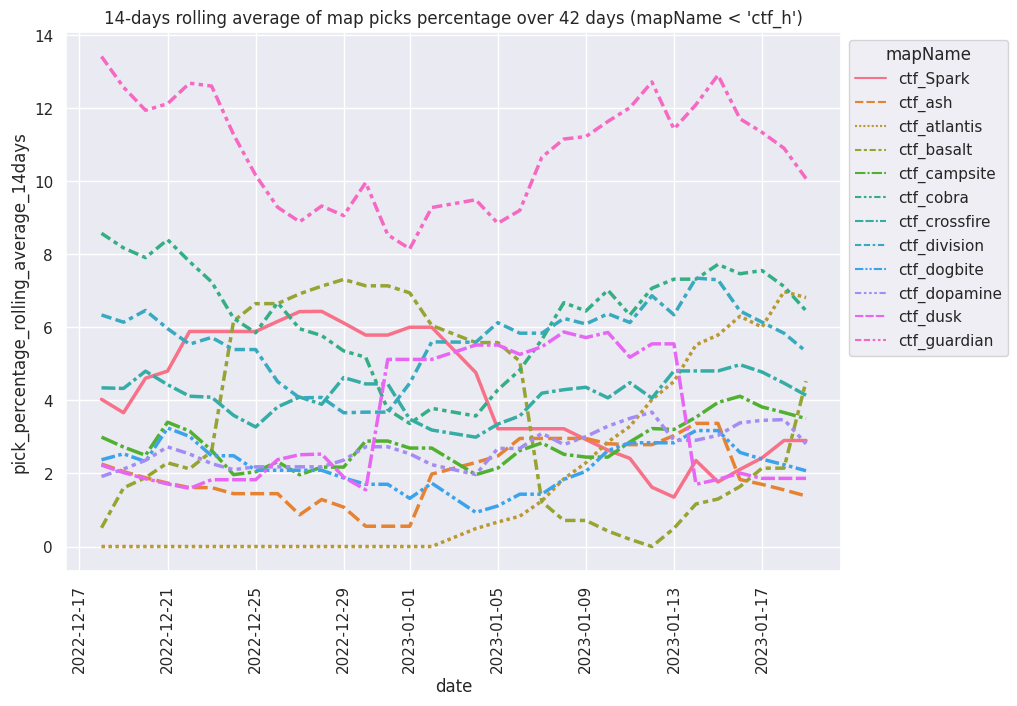 14-days rolling average of map picks percentage over 42 days (mapName < 'ctf_h')
14
12
10
8
6
4
2
0
pick_percentage_rolling_average_14days
2022-12-17
2022-12-21
2022-12-25
2022-12-29
2023-01-01
2023-01-05
2023-01-09
2023-01-13
2023-01-17
date
mapName
ctf_Spark
ctf_ash
ctf_atlantis
ctf_basalt
ctf_campsite
ctf_cobra
ctf_crossfire
ctf_division
ctf_dogbite
ctf_dopamine
ctf_dusk
ctf_guardian